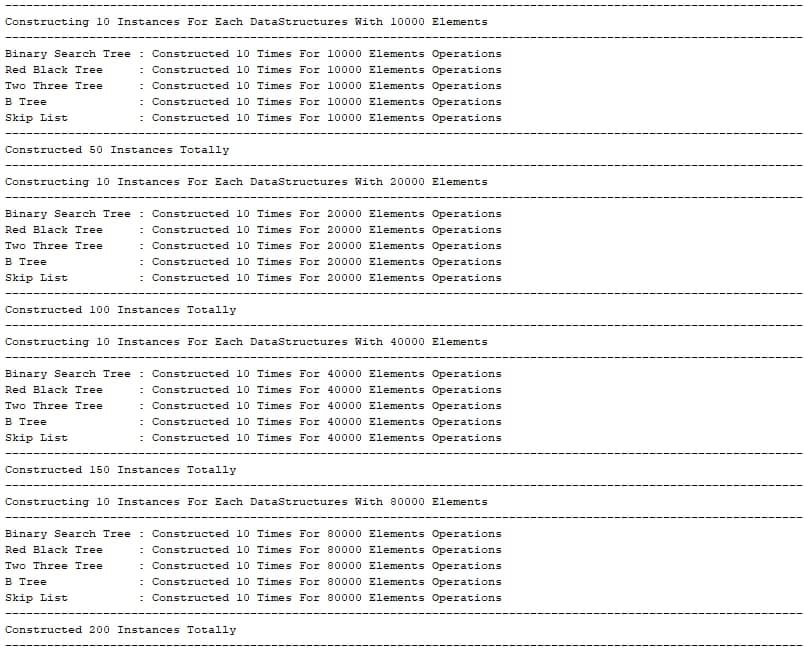 Constructing 10 Instances For Each DataStructures With 10000 Elements
Binary Search Tree : Constructed 10 Times For 10000 Elements Operations
Red Black Tree     : Constructed 10 Times For 10000 Elements Operations
Two Three Tree     : Constructed 10 Times For 10000 Elements Operations
B Tree             : Constructed 10 Times For 10000 Elements Operations
Skip List          : Constructed 10 Times For 10000 Elements Operations
Constructed 50 Instances Totally
Constructing 10 Instances For Each DataStructures With 20000 Elements
Binary Search Tree : Constructed 10 Times For 20000 Elements Operations
Red Black Tree     : Constructed 10 Times For 20000 Elements Operations
Two Three Tree     : Constructed 10 Times For 20000 Elements Operations
B Tree             : Constructed 10 Times For 20000 Elements Operations
Skip List          : Constructed 10 Times For 20000 Elements Operations
Constructed 100 Instances Totally
Constructing 10 Instances For Each DataStructures With 40000 Elements
Binary Search Tree : Constructed 10 Times For 40000 Elements Operations
Red Black Tree     : Constructed 10 Times For 40000 Elements Operations
Two Three Tree     : Constructed 10 Times For 40000 Elements Operations
B Tree             : Constructed 10 Times For 40000 Elements Operations
Skip List          : Constructed 10 Times For 40000 Elements Operations
Constructed 150 Instances Totally
Constructing 10 Instances For Each DataStructures With 80000 Elements
Binary Search Tree : Constructed 10 Times For 80000 Elements Operations
Red Black Tree     : Constructed 10 Times For 80000 Elements Operations
Two Three Tree     : Constructed 10 Times For 80000 Elements Operations
B Tree             : Constructed 10 Times For 80000 Elements Operations
Skip List          : Constructed 10 Times For 80000 Elements Operations
Constructed 200 Instances Totally